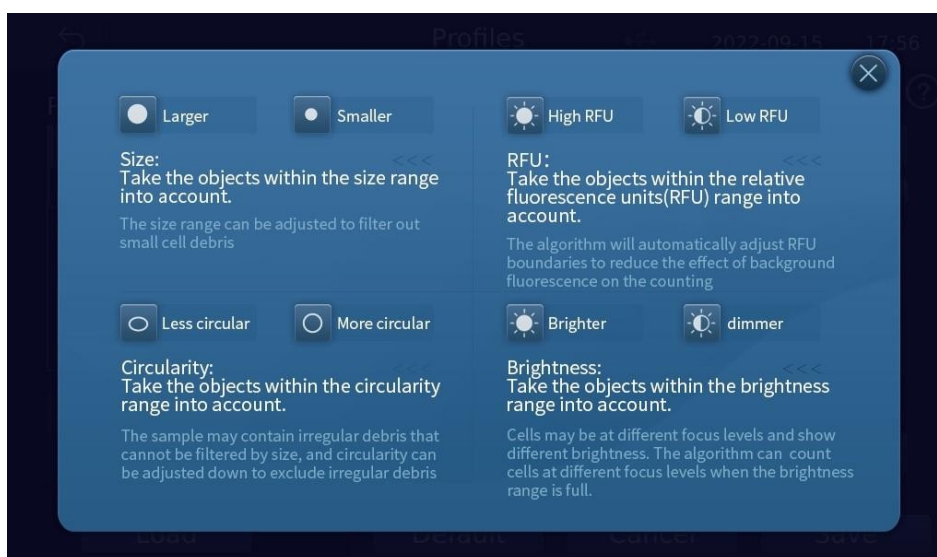 Profiles
2022-09-15
17:56
Larger
Smaller
Size:
<<<
Take the objects within the size range
into account.
The size range can be adjusted to filter out
small cell debris
High RFU
Low RFU
RFU:
<<<
Take the objects within the relative
fluorescence units(RFU) range into
account.
The algorithm will automatically adjust RFU
boundaries to reduce the effect of background
fluorescence on the counting
Less circular
More circular
Circularity:
<<<
Take the objects within the circularity
range into account.
The sample may contain irregular debris that
cannot be filtered by size, and circularity can
be adjusted down to exclude irregular debris
Brighter
dimmer
Brightness:
<<<
Take the objects within the brightness
range into account.
Cells may be at different focus levels and show
different brightness. The algorithm can count
cells at different focus levels when the brightness
range is full.
Load
Default
Cancel
Save